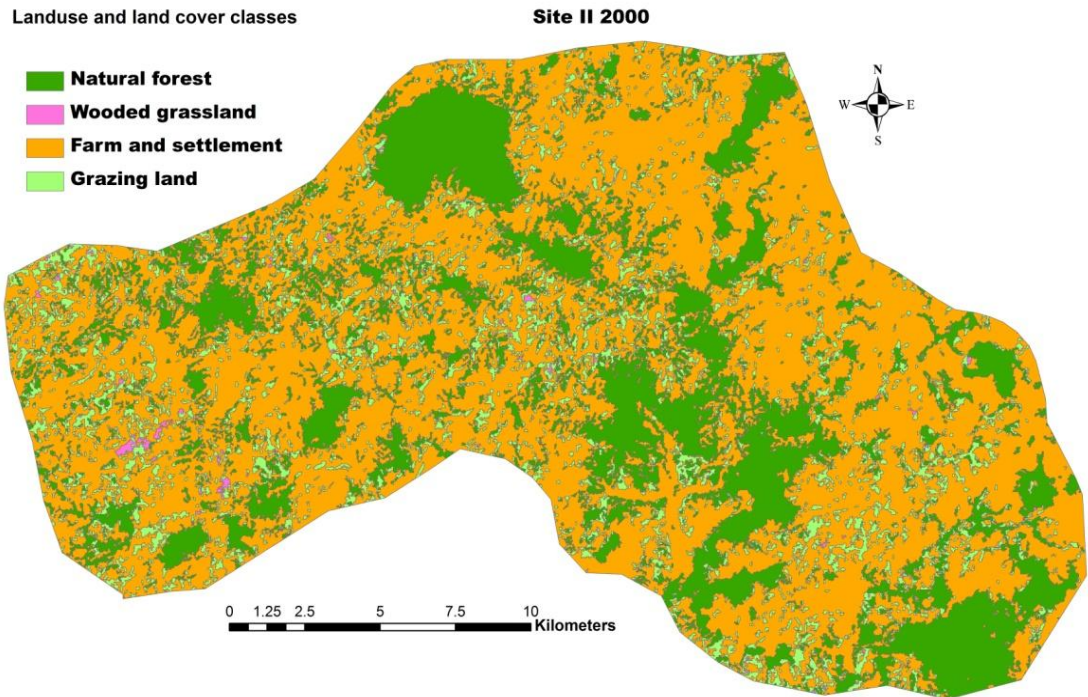 Landuse and land cover classes
Site II 2000
Natural forest
Wooded grassland
Farm and settlement
Grazing land
N
W E
S
0 1.25 2.5 5 7.5 10
Kilometers